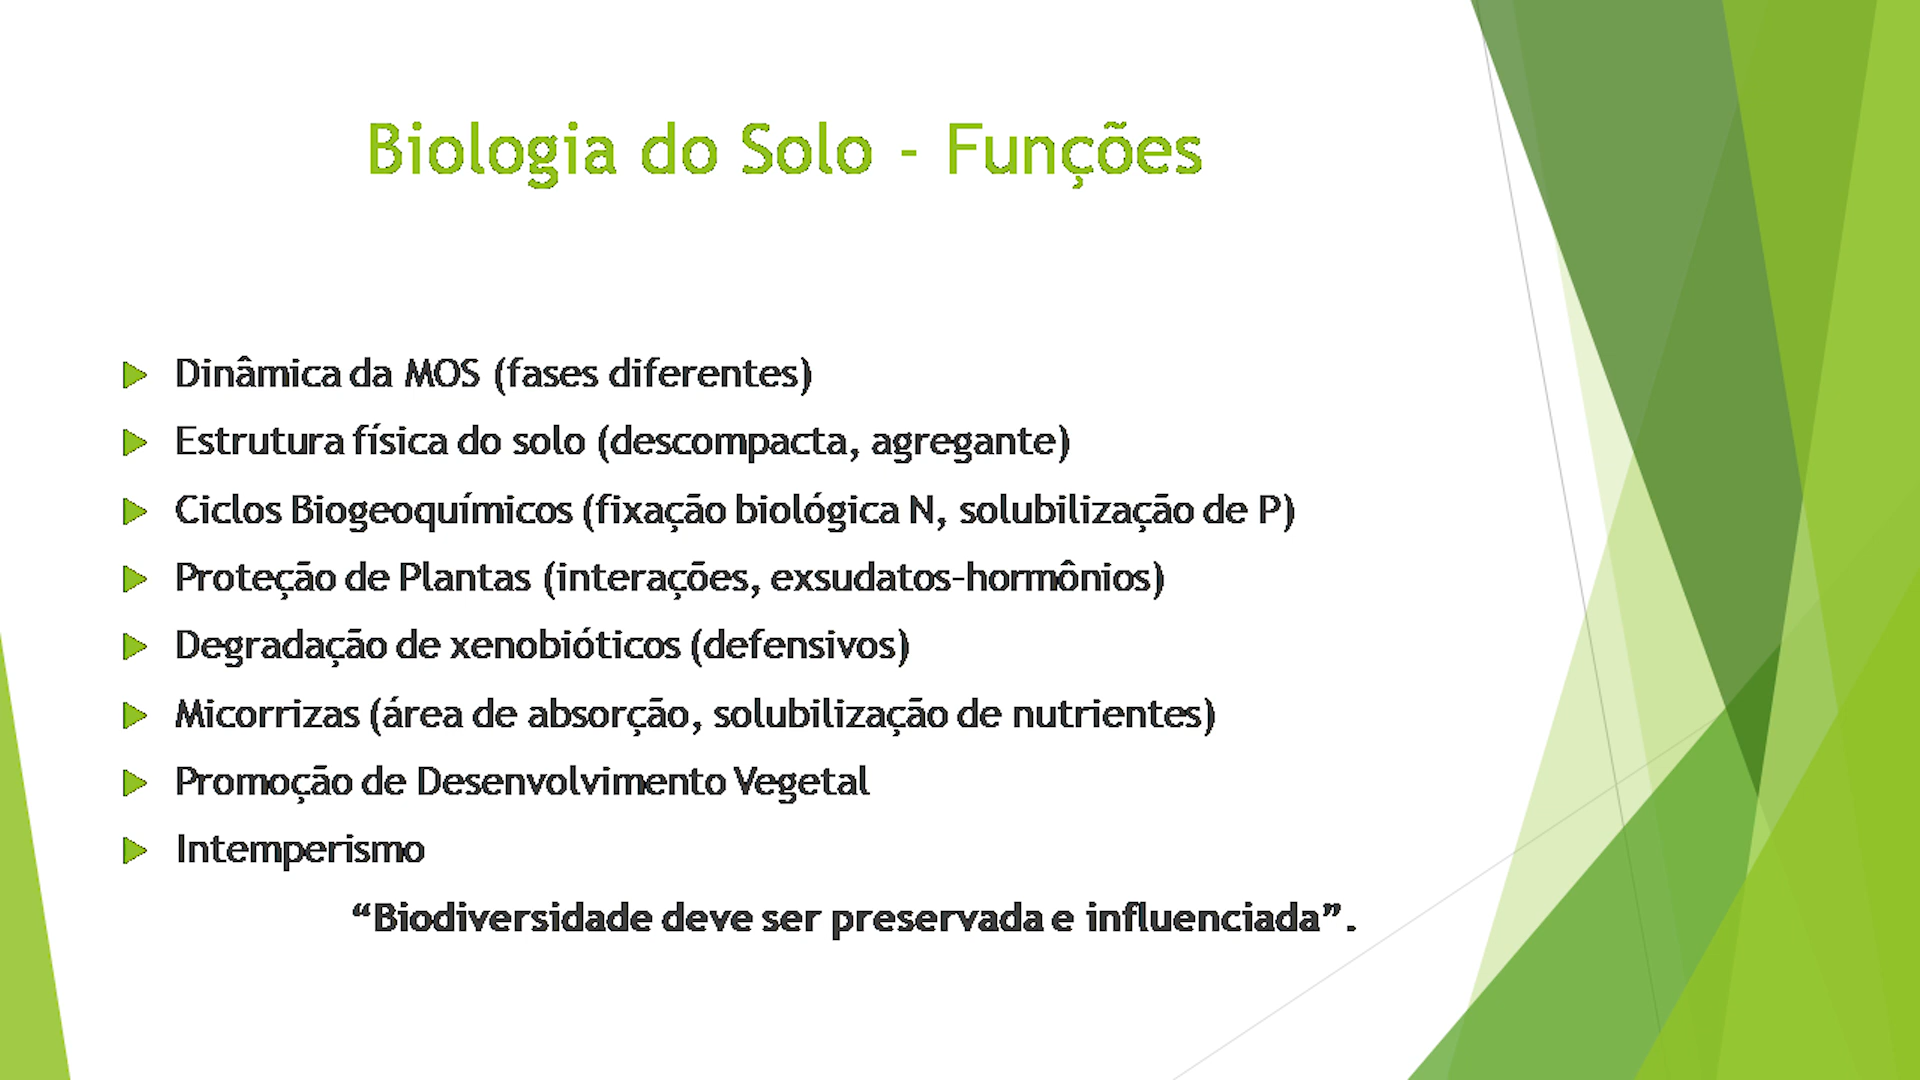 Biologia do Solo - Funções
Dinâmica da MOS (fases diferentes)
Estrutura física do solo (descompacta, agregante)
Ciclos Biogeoquímicos (fixação biológica N, solubilização de P)
Proteção de Plantas (interações, exsudatos-hormônios)
Degradação de xenobióticos (defensivos)
Micorrizas (área de absorção, solubilização de nutrientes)
Promoção de Desenvolvimento Vegetal
Intemperismo
“Biodiversidade deve ser preservada e influenciada”.